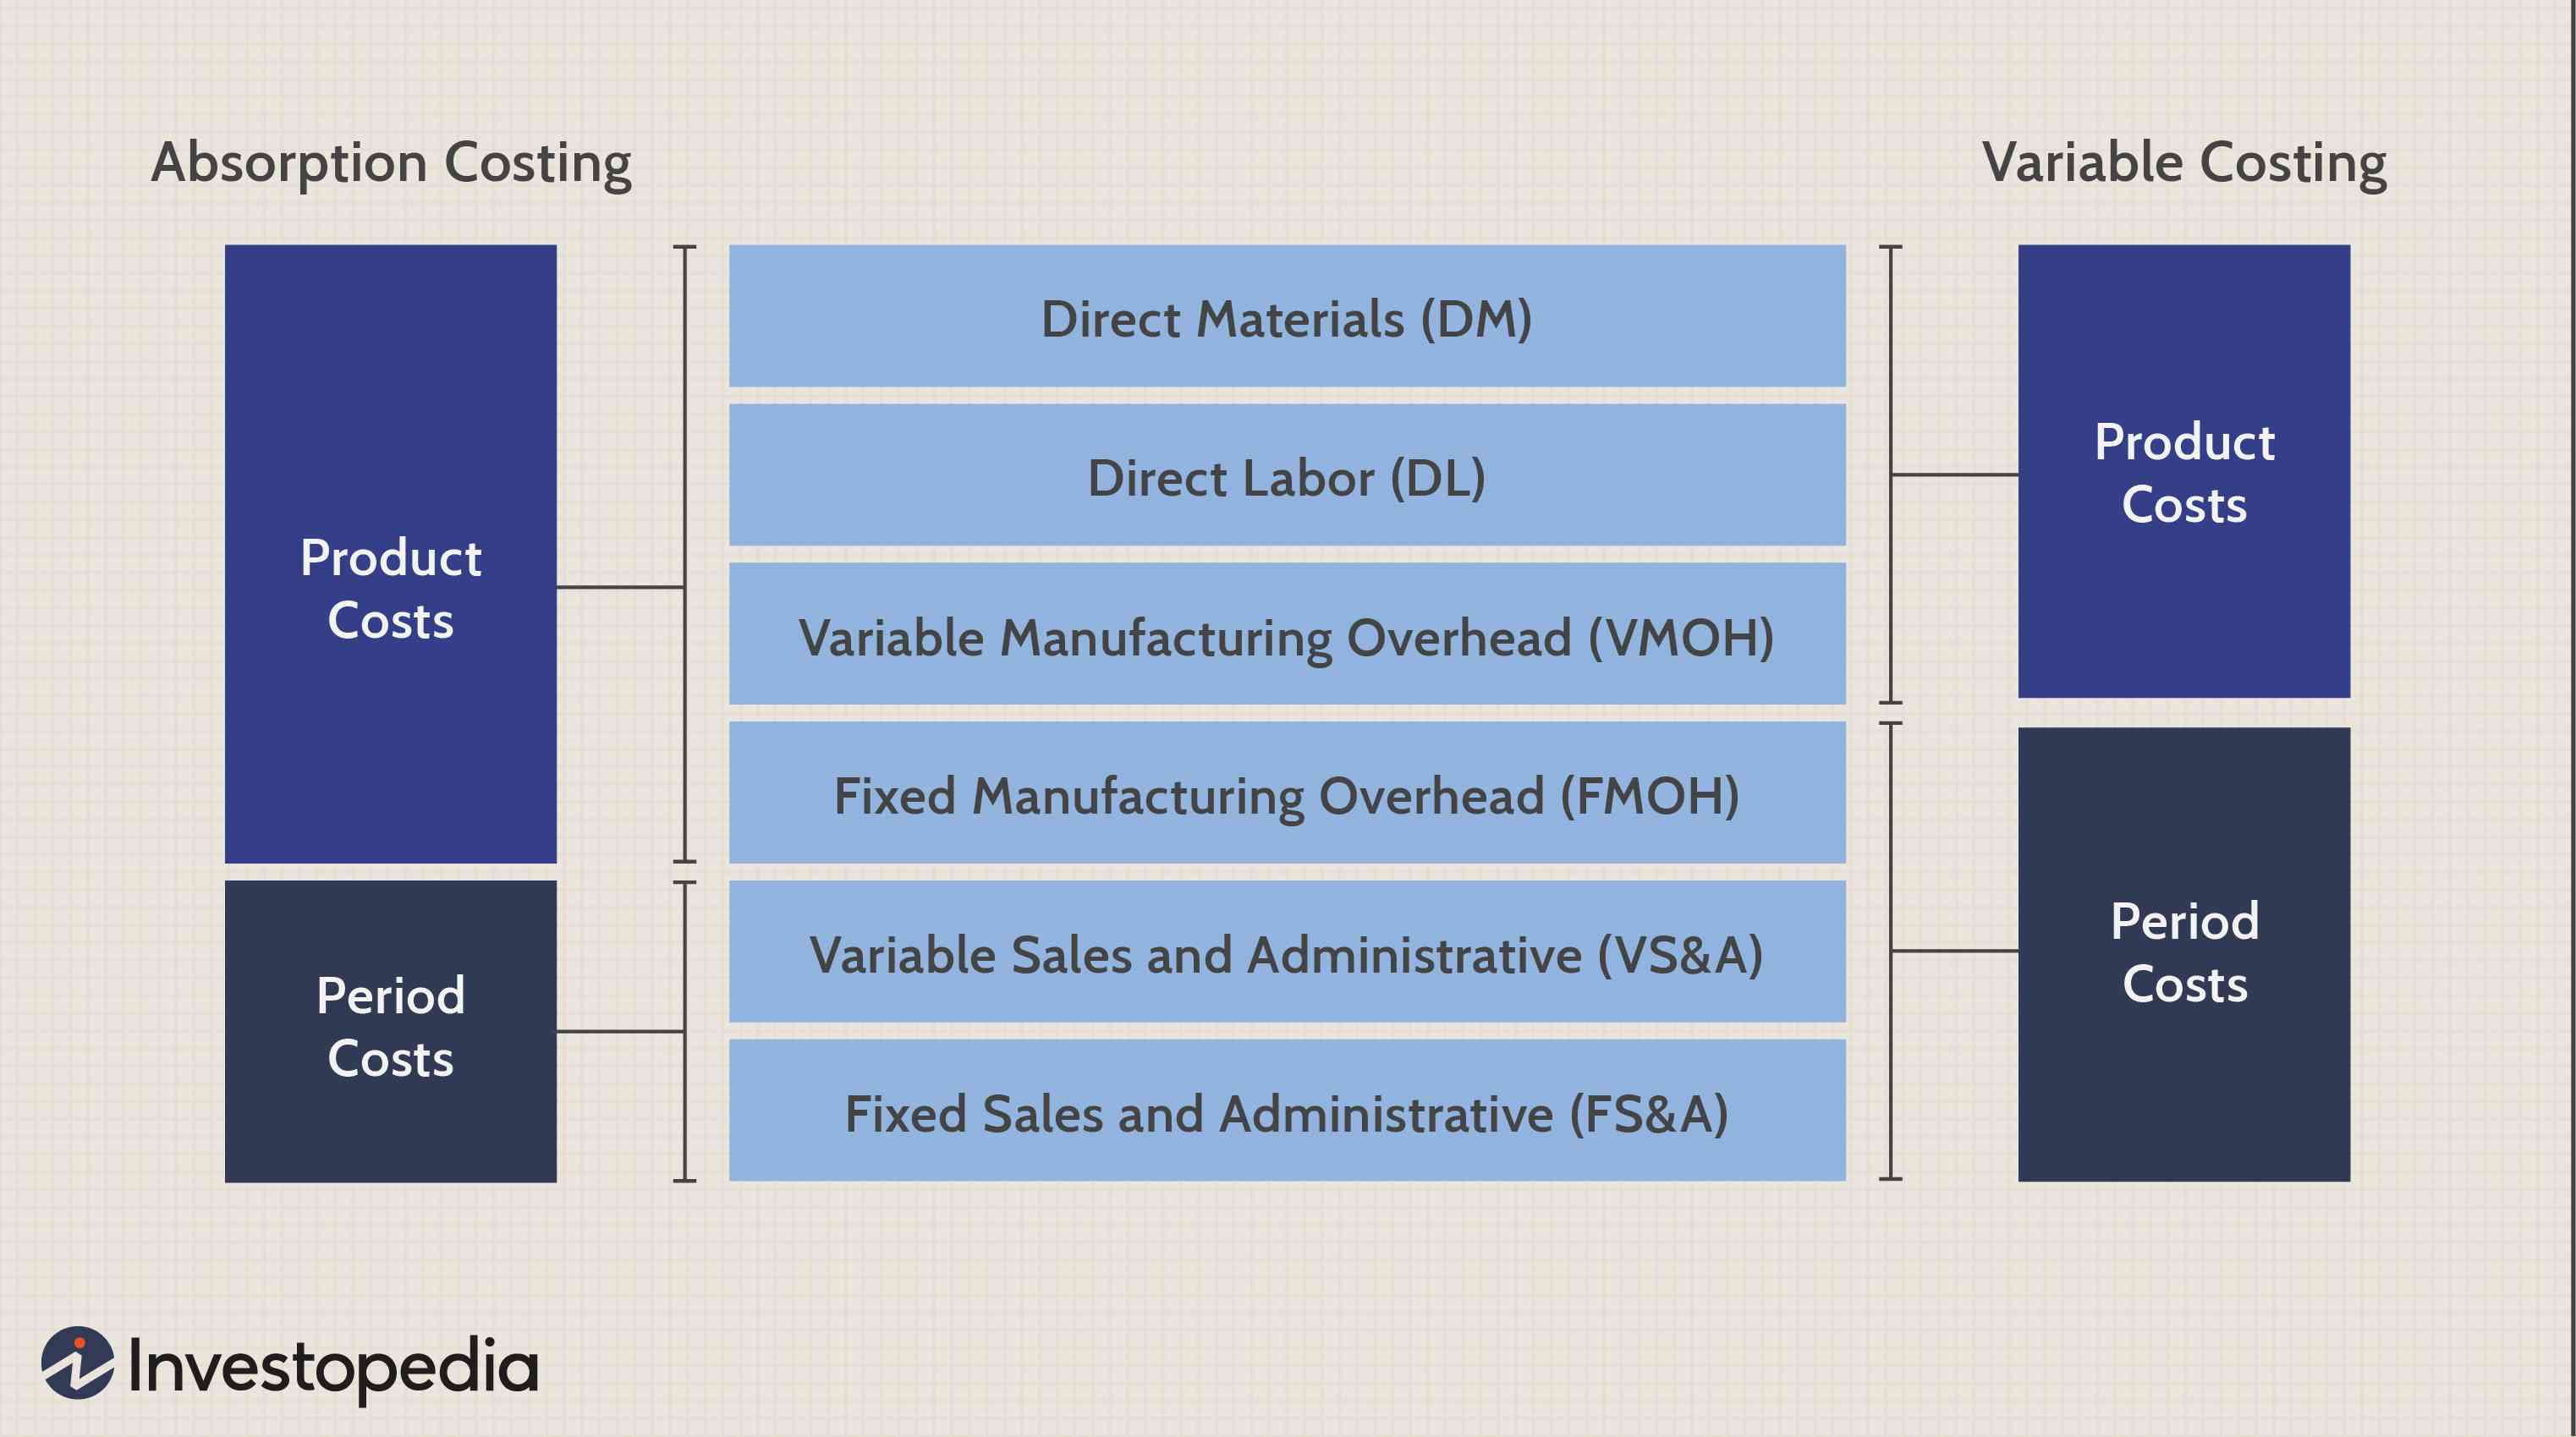 Absorption Costing
Variable Costing
Product
Costs
Period
Costs
Direct Materials (DM)
Direct Labor (DL)
Variable Manufacturing Overhead (VMOH)
Fixed Manufacturing Overhead (FMOH)
Variable Sales and Administrative (VS&A)
Fixed Sales and Administrative (FS&A)
Product
Costs
Period
Costs
Investopedia